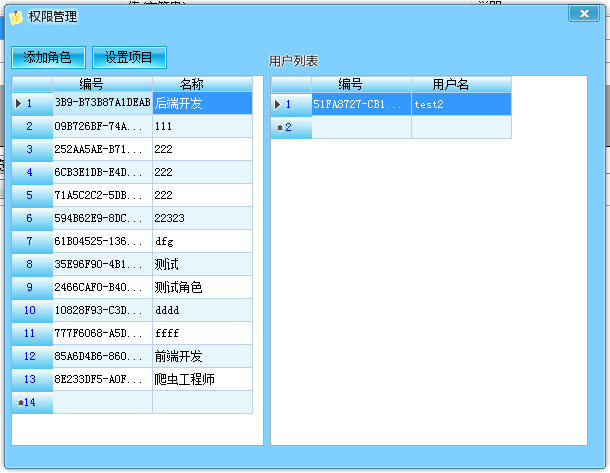 权限管理
添加角色 设置项目
用户列表
编号 名称
1 3B9-B73B87A1DEAB 后端开发
2 09B726BF-74A... 111
3 252AA5AE-B71... 222
4 6CB3E1DB-E4D... 222
5 71A5C2C2-5DB... 222
6 594B62E9-8DC... 22323
7 61B04525-136... dfg
8 35E96F90-4B1... 测试
9 2466CAF0-B40... 测试角色
10 10828F93-C3D... dddd
11 777F6068-A5D... ffff
12 85A6D4B6-860... 前端开发
13 8E233DF5-A0F... 爬虫工程师
14
编号 用户名
1 51FA8727-CB1... test2
2